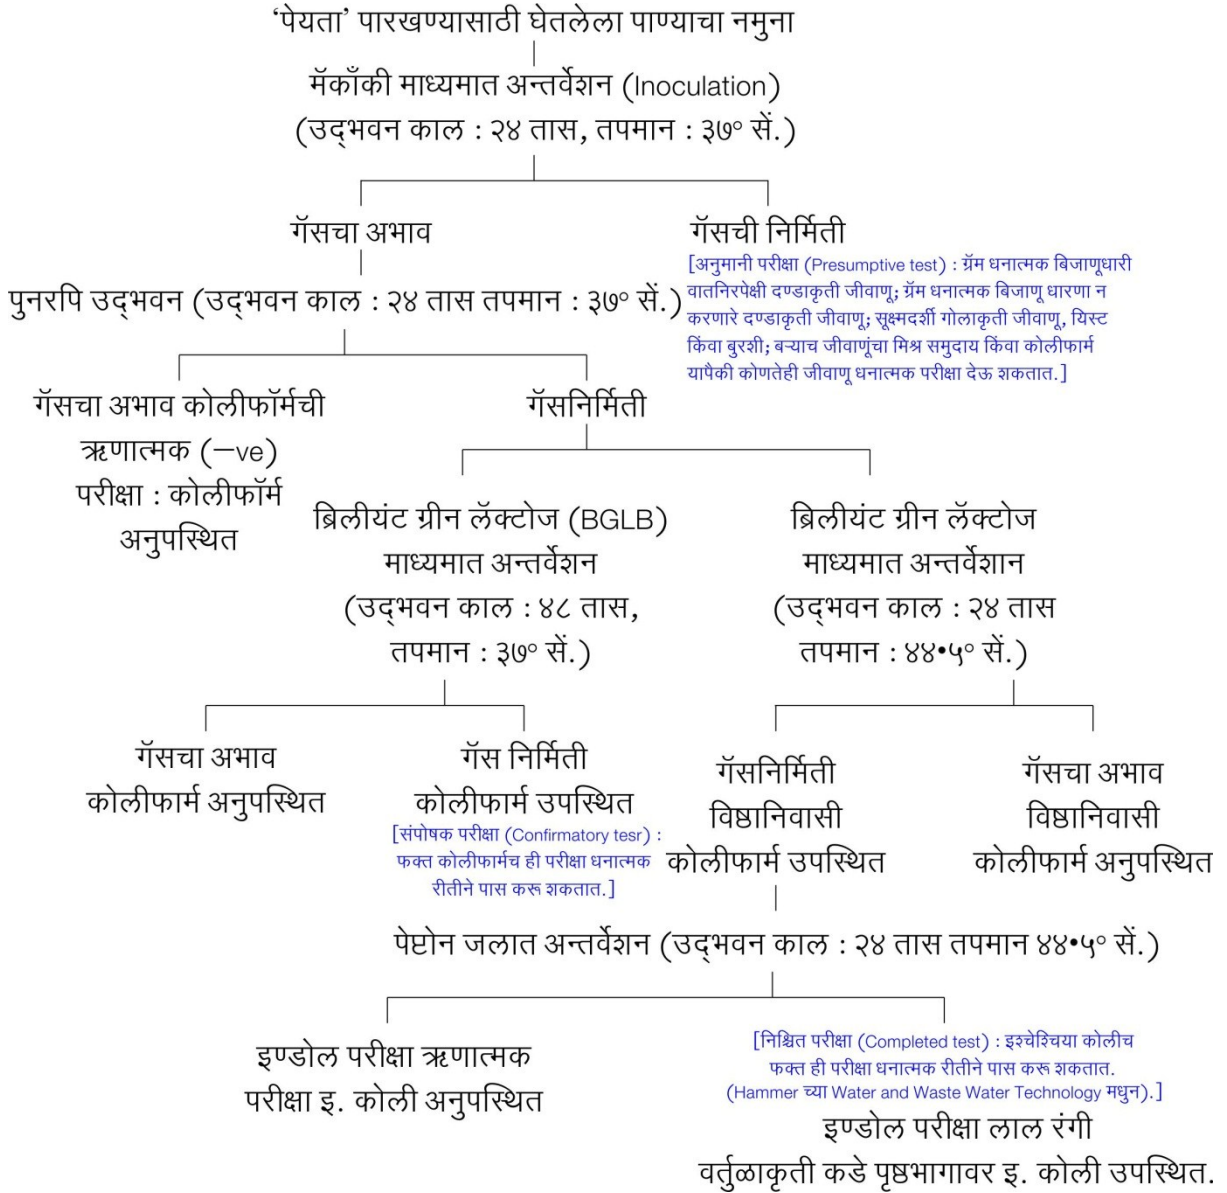 ‘पेयता’ पारखण्यासाठी घेतलेला पाण्याचा नमुना
मॅकाँकी माध्यमात अन्तर्वेशन (Inoculation)
(उद्‌भवन काल : २४ तास, तपमान : ३७° सें.)
गॅसचा अभाव
गॅसची निर्मिती
[अनुमानी परीक्षा (Presumptive test) : ग्रॅम धनात्मक बिजाणूधारी
वातनिरपेक्षी दण्डाकृती जीवाणू; ग्रॅम धनात्मक बिजाणू धारणा न
करणारे दण्डाकृती जीवाणू; सूक्ष्मदर्शी गोलाकृती जीवाणू, यिस्ट
किंवा बुरशी; बऱ्याच जीवाणूंचा मिश्र समुदाय किंवा कोलीफार्म
यापैकी कोणतेही जीवाणू धनात्मक परीक्षा देऊ शकतात.]
पुनरपि उद्‌भवन (उद्‌भवन काल : २४ तास तपमान : ३७° सें.)
गॅसचा अभाव कोलीफॉर्मची
ऋणात्मक (–ve)
परीक्षा : कोलीफॉर्म
अनुपस्थित
गॅसनिर्मिती
ब्रिलीयंट ग्रीन लॅक्टोज (BGLB)
माध्यमात अन्तर्वेशन
(उद्‌भवन काल : ४८ तास,
तपमान : ३७° सें.)
ब्रिलीयंट ग्रीन लॅक्टोज
माध्यमात अन्तर्वेशान
(उद्‌भवन काल : २४ तास
तपमान : ४४•५° सें.)
गॅसचा अभाव
कोलीफार्म अनुपस्थित
गॅस निर्मिती
कोलीफार्म उपस्थित
[संपोषक परीक्षा (Confirmatory tesr) :
फक्त कोलीफार्मच ही परीक्षा धनात्मक
रीतीने पास करू शकतात.]
गॅसनिर्मिती
विष्ठानिवासी
कोलीफार्म उपस्थित
गॅसचा अभाव
विष्ठानिवासी
कोलीफार्म अनुपस्थित
पेप्टोन जलात अन्तर्वेशन (उद्‌भवन काल : २४ तास तपमान ४४•५° सें.)
इण्डोल परीक्षा ऋणात्मक
परीक्षा इ. कोली अनुपस्थित
[निश्चित परीक्षा (Completed test) : इश्चेश्चिया कोलीच
फक्त ही परीक्षा धनात्मक रीतीने पास करू शकतात.
(Hammer च्या Water and Waste Water Technology मधुन).]
इण्डोल परीक्षा लाल रंगी
वर्तुळाकृती कडे पृष्ठभागावर इ. कोली उपस्थित.